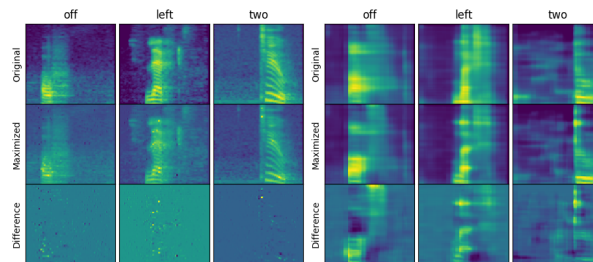 off left two off left two
Original Original
Maximized Maximized
Difference Difference